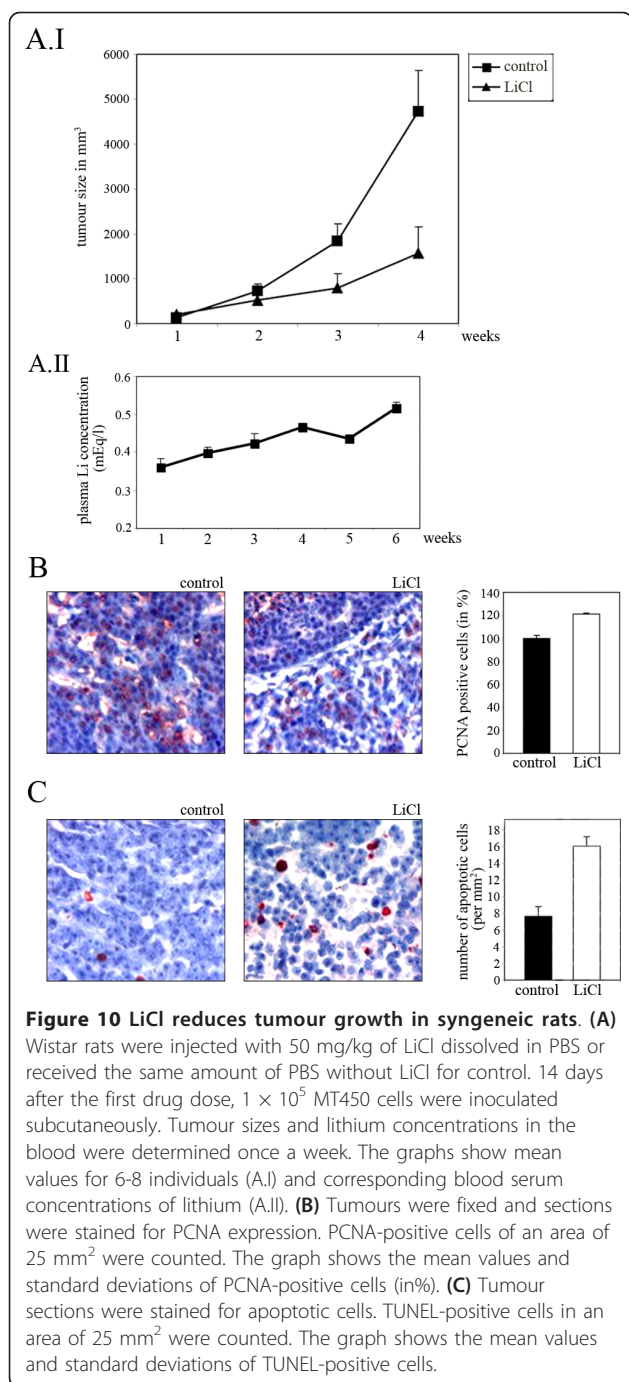 A.I
control
LiCl
tumour size in mm³
6000
5000
4000
3000
2000
1000
0
1 2 3 4 weeks
A.II
plasma Li concentration
(mEq/l)
0.6
0.5
0.4
0.3
0.2
1 2 3 4 5 6 weeks
B
control LiCl
PCNA positive cells (in %)
140
120
100
80
60
40
20
0
control LiCl
C
control LiCl
number of apoptotic cells
(per mm²)
18
16
14
12
10
8
6
4
2
0
control LiCl
Figure 10 LiCl reduces tumour growth in syngeneic rats. (A)
Wistar rats were injected with 50 mg/kg of LiCl dissolved in PBS or
received the same amount of PBS without LiCl for control. 14 days
after the first drug dose, 1 × 10⁵ MT450 cells were inoculated
subcutaneously. Tumour sizes and lithium concentrations in the
blood were determined once a week. The graphs show mean
values for 6-8 individuals (A.I) and corresponding blood serum
concentrations of lithium (A.II). (B) Tumours were fixed and sections
were stained for PCNA expression. PCNA-positive cells of an area of
25 mm² were counted. The graph shows the mean values and
standard deviations of PCNA-positive cells (in%). (C) Tumour
sections were stained for apoptotic cells. TUNEL-positive cells in an
area of 25 mm² were counted. The graph shows the mean values
and standard deviations of TUNEL-positive cells.